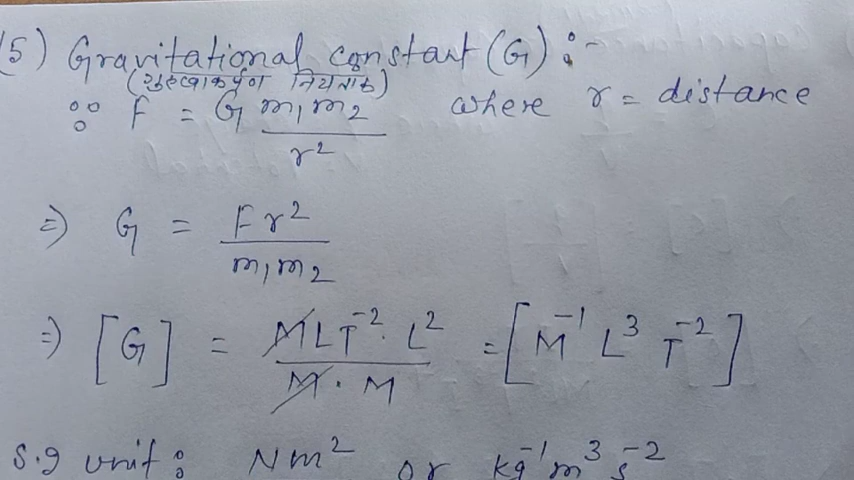 (5) Gravitational constant (G) :-
(गुरुत्वाकर्षण नियतांक)
∵ F = G m₁m₂/r² where r = distance
⇒ G = Fr²/m₁m₂
⇒ [G] = MLT⁻²·L²/M·M = [M⁻¹ L³ T⁻²]
S.I unit : Nm² or kg⁻¹m³s⁻²